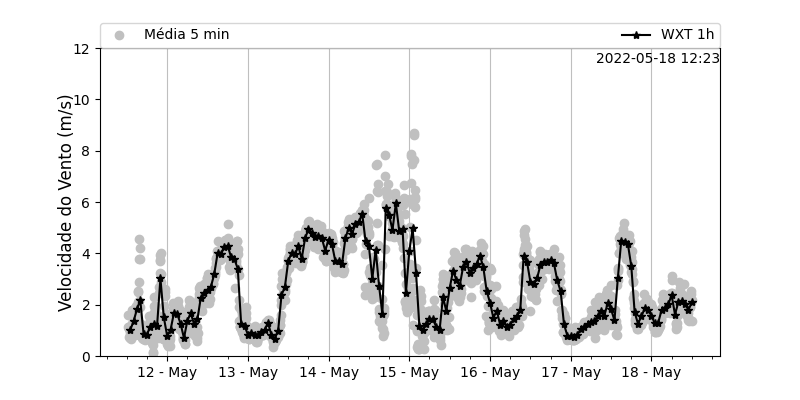 Média 5 min
WXT 1h
2022-05-18 12:23
Velocidade do Vento (m/s)
12
10
8
6
4
2
0
12 - May
13 - May
14 - May
15 - May
16 - May
17 - May
18 - May